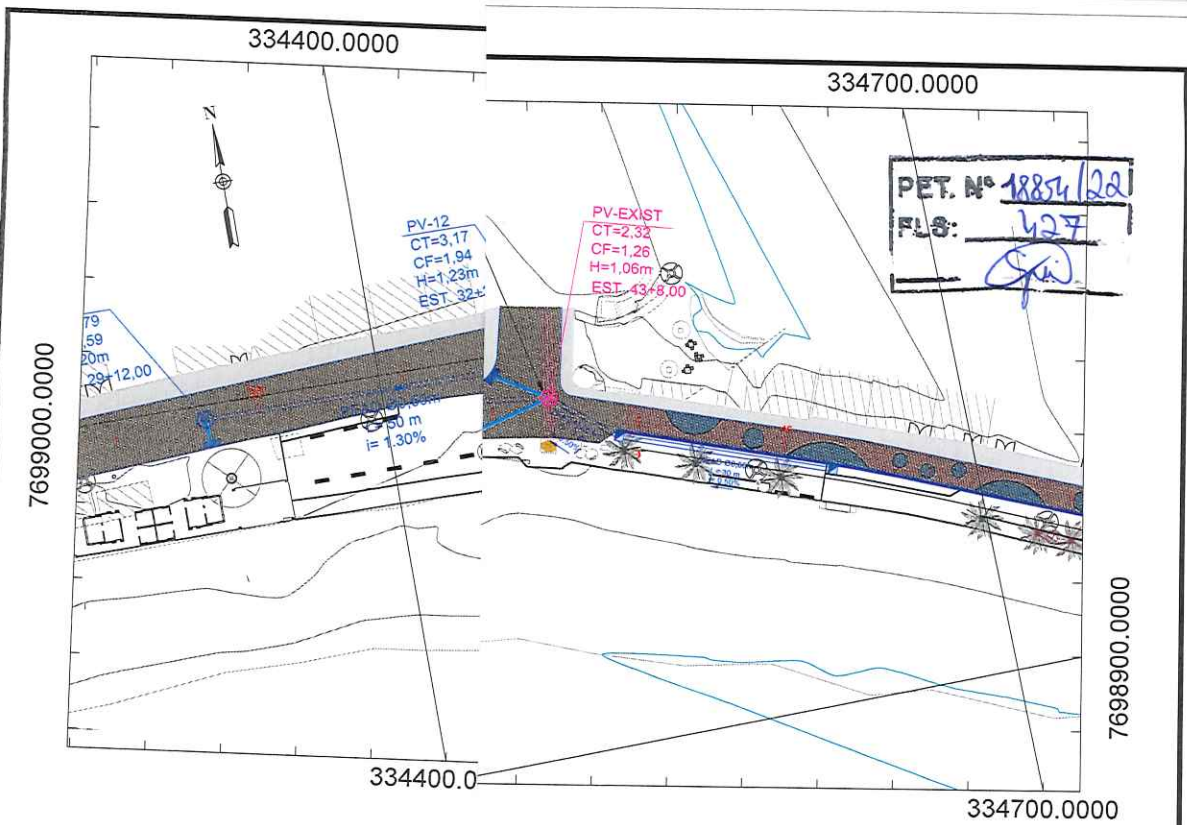 334400.0000
334700.0000
N
PET. Nº 18854/22
FLS: 427
PV-12
CT=3,17
CF=1,94
H=1,23m
EST. 32+
PV-EXIST
CT=2,32
CF=1,26
H=1,06m
EST. 43+8,00
79
,59
20m
29+12,00
50 m
i= 1.30%
7699000.0000
7698900.0000
334400.0
334700.0000